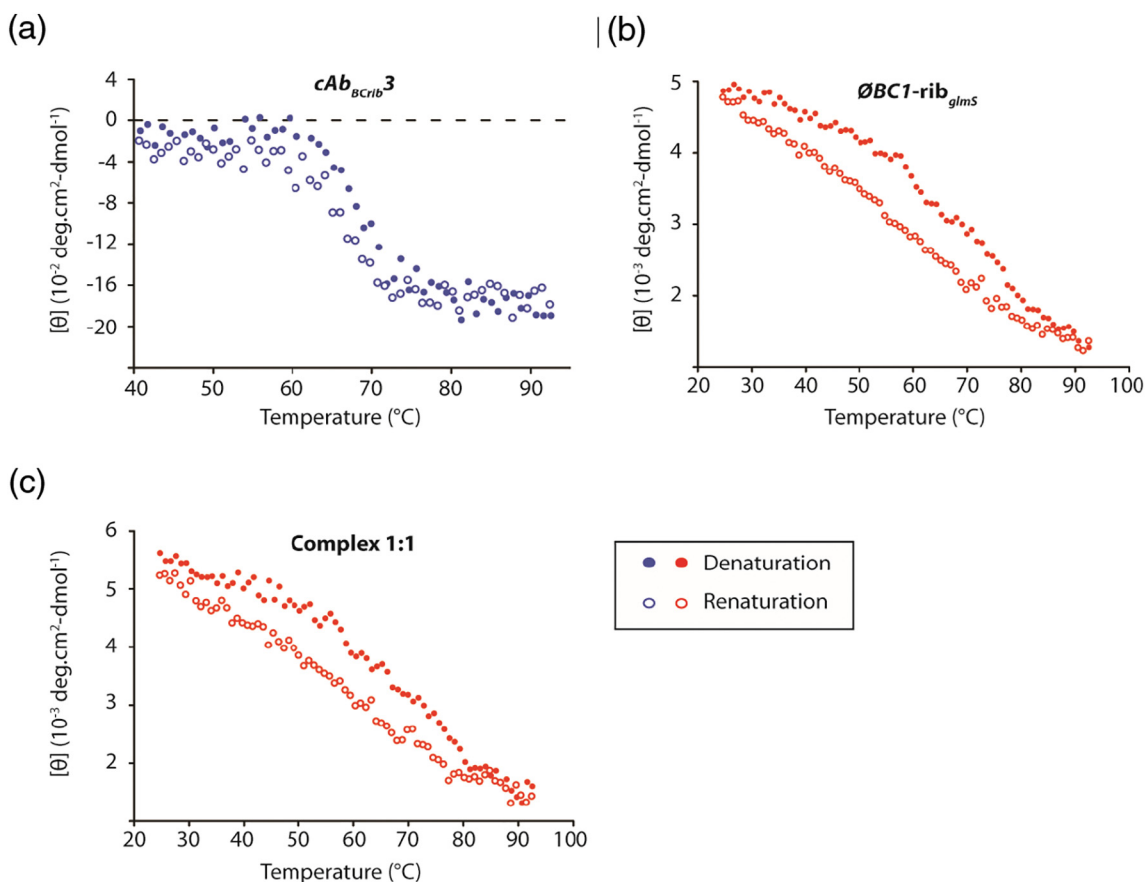 (a)
cAb_BCrib3
4
0
-4
-8
-12
-16
-20
[θ] (10⁻² deg.cm²-dmol⁻¹)
40 50 60 70 80 90
Temperature (°C)
(b)
ØBC1-rib_glmS
5
4
3
2
[θ] (10⁻³ deg.cm²-dmol⁻¹)
20 30 40 50 60 70 80 90 100
Temperature (°C)
(c)
Complex 1:1
6
5
4
3
2
[θ] (10⁻³ deg.cm²-dmol⁻¹)
20 30 40 50 60 70 80 90 100
Temperature (°C)
Denaturation
Renaturation